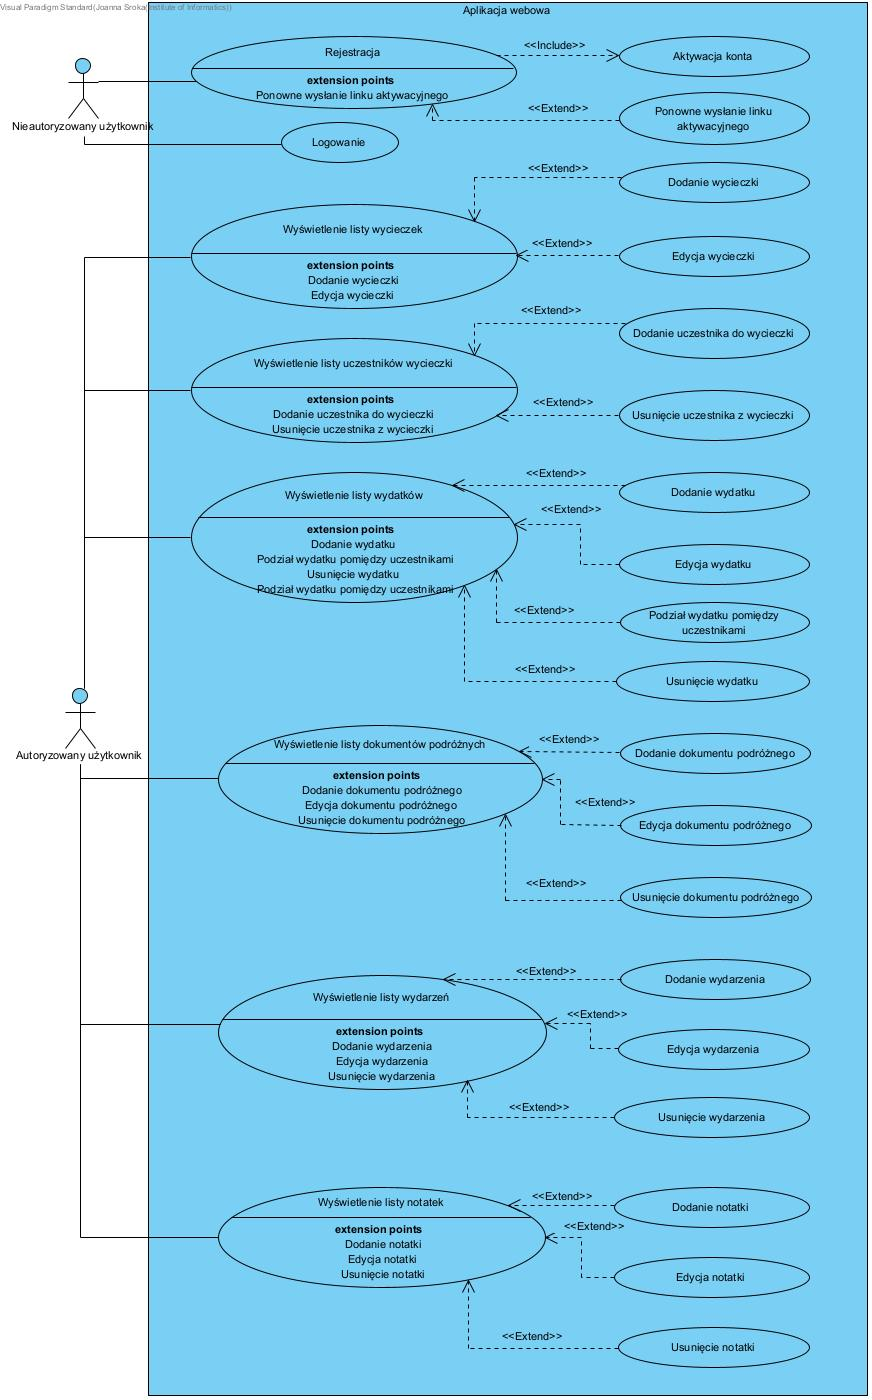 Visual Paradigm Standard(Joanna Sroka(Institute of Informatics))
Aplikacja webowa
Nieautoryzowany użytkownik
Rejestracja
extension points
Ponowne wysłanie linku aktywacyjnego
<<Include>>
Aktywacja konta
<<Extend>>
Ponowne wysłanie linku
aktywacyjnego
Logowanie
<<Extend>>
Dodanie wycieczki
Wyświetlenie listy wycieczek
extension points
Dodanie wycieczki
Edycja wycieczki
<<Extend>>
Edycja wycieczki
<<Extend>>
Dodanie uczestnika do wycieczki
Wyświetlenie listy uczestników wycieczki
extension points
Dodanie uczestnika do wycieczki
Usunięcie uczestnika z wycieczki
<<Extend>>
Usunięcie uczestnika z wycieczki
Wyświetlenie listy wydatków
extension points
Dodanie wydatku
Podział wydatku pomiędzy uczestnikami
Usunięcie wydatku
Podział wydatku pomiędzy uczestnikami
<<Extend>>
Dodanie wydatku
<<Extend>>
Edycja wydatku
<<Extend>>
Podział wydatku pomiędzy
uczestnikami
<<Extend>>
Usunięcie wydatku
Autoryzowany użytkownik
Wyświetlenie listy dokumentów podróżnych
extension points
Dodanie dokumentu podróżnego
Edycja dokumentu podróżnego
Usunięcie dokumentu podróżnego
<<Extend>>
Dodanie dokumentu podróżnego
<<Extend>>
Edycja dokumentu podróżnego
<<Extend>>
Usunięcie dokumentu podróżnego
Wyświetlenie listy wydarzeń
extension points
Dodanie wydarzenia
Edycja wydarzenia
Usunięcie wydarzenia
<<Extend>>
Dodanie wydarzenia
<<Extend>>
Edycja wydarzenia
<<Extend>>
Usunięcie wydarzenia
Wyświetlenie listy notatek
extension points
Dodanie notatki
Edycja notatki
Usunięcie notatki
<<Extend>>
Dodanie notatki
<<Extend>>
Edycja notatki
<<Extend>>
Usunięcie notatki